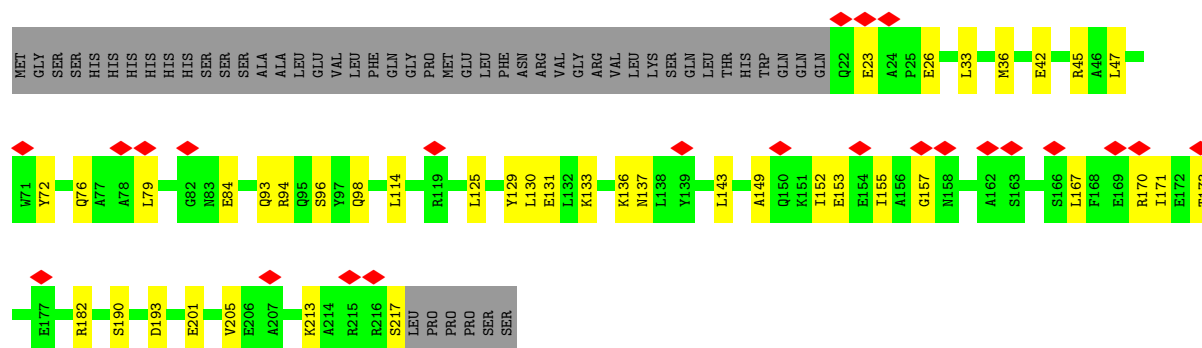 MET GLY SER SER HIS HIS HIS HIS HIS HIS SER SER SER ALA ALA LEU GLU VAL LEU PHE GLN GLY PRO MET GLU LEU PHE ASN ARG VAL GLY ARG VAL LEU LYS SER GLN LEU THR HIS TRP GLN GLN GLN Q22 E23 A24 P25 E26 L33 M36 E42 R45 A46 L47
W71 Y72 Q76 A77 A78 L79 G82 N83 E84 Q93 R94 Q95 S96 Y97 Q98 L114 R119 L125 Y129 L130 E131 L132 K133 K136 N137 L138 Y139 L143 A149 Q150 K151 I152 E153 E154 I155 A156 G157 N158 A162 S163 S166 L167 F168 E169 R170 I171 E172
E177 R182 S190 D193 E201 V205 E206 A207 K213 A214 R215 R216 S217 LEU PRO PRO PRO SER SER